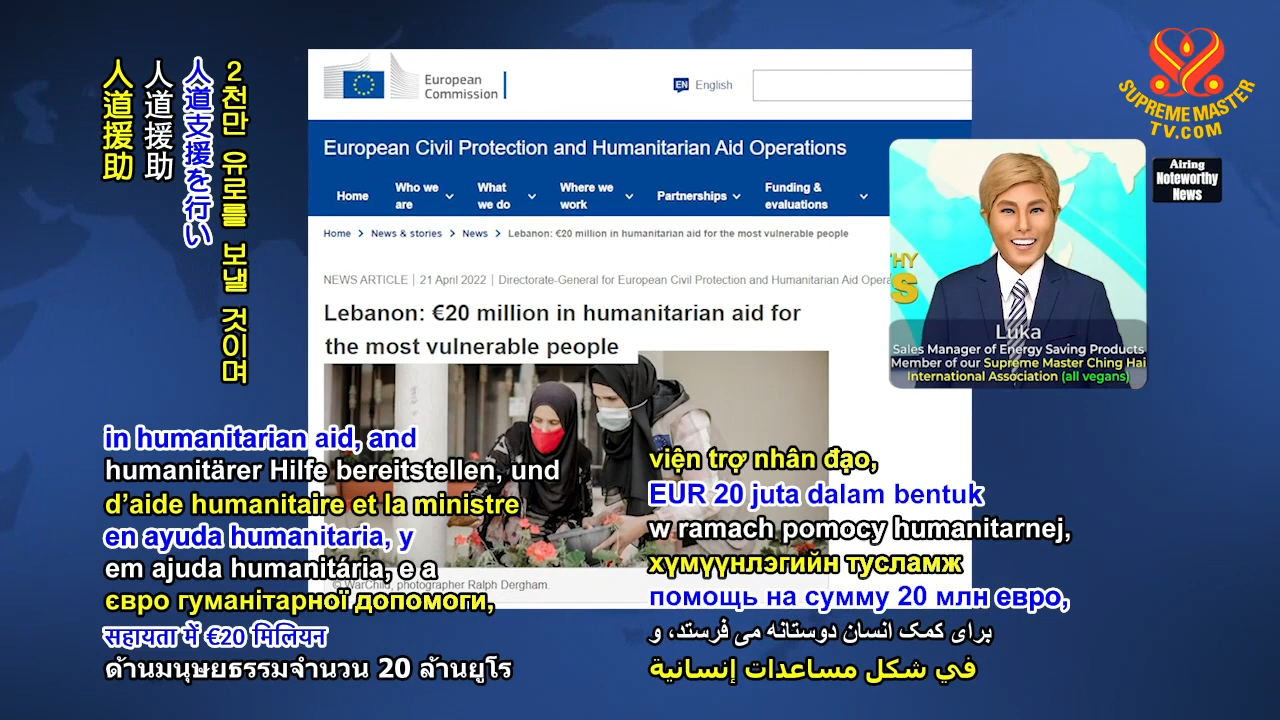 人道援助
人道援助
人道支援を行い
2천만 유로를 보낼 것이며
European
Commission
EN English
European Civil Protection and Humanitarian Aid Operations
Home
Who we
are
What
we do
Where we
work
Partnerships
Funding &
evaluations
Home > News & stories > News > Lebanon: €20 million in humanitarian aid for the most vulnerable people
NEWS ARTICLE | 21 April 2022 | Directorate-General for European Civil Protection and Humanitarian Aid Opera
Lebanon: €20 million in humanitarian aid for
the most vulnerable people
© WarChild, photographer Ralph Dergham.
SUPREME MASTER
TV.COM
Airing
Noteworthy
News
HY
S
Luka
Sales Manager of Energy Saving Products
Member of our Supreme Master Ching Hai
International Association (all vegans)
in humanitarian aid, and
humanitärer Hilfe bereitstellen, und
d’aide humanitaire et la ministre
en ayuda humanitaria, y
em ajuda humanitária, e a
євро гуманітарної допомоги,
सहायता में €20 मिलियन
ด้านมนุษยธรรมจำนวน 20 ล้านยูโร
viện trợ nhân đạo,
EUR 20 juta dalam bentuk
w ramach pomocy humanitarnej,
хүмүүнлэгийн тусламж
помощь на сумму 20 млн евро,
برای کمک انسان دوستانه می فرستد، و
في شكل مساعدات إنسانية